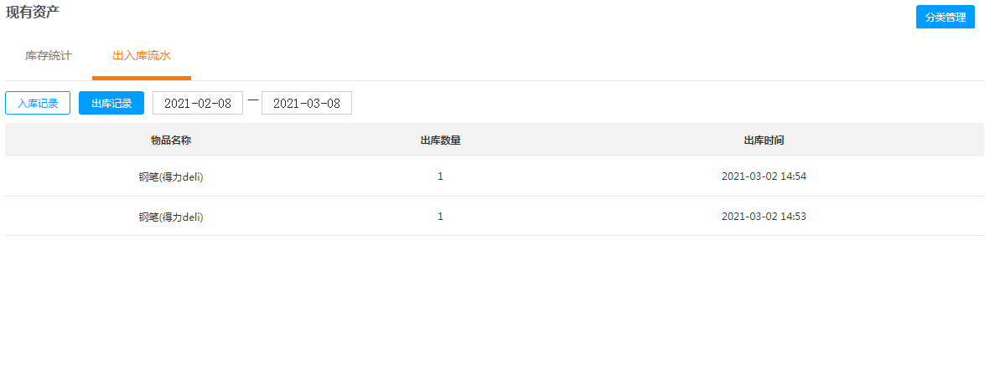 现有资产 分类管理
库存统计 出入库流水
入库记录 出库记录 2021-02-08 — 2021-03-08
物品名称 出库数量 出库时间
钢笔(得力deli) 1 2021-03-02 14:54
钢笔(得力deli) 1 2021-03-02 14:53